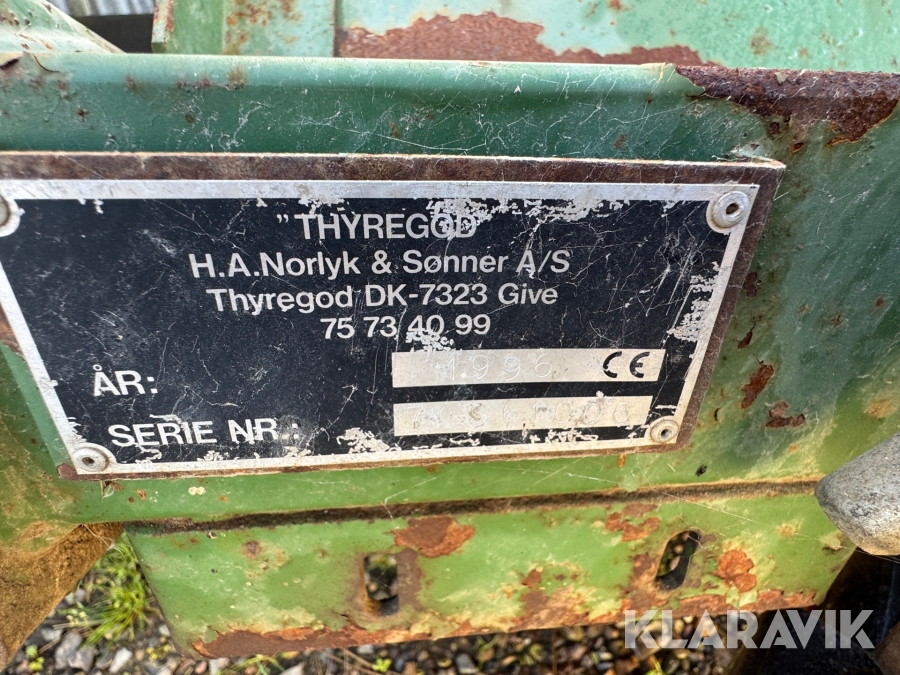 "THYREGOD"
H.A.Norlyk & Sønner A/S
Thyregod DK-7323 Give
75 73 40 99
ÅR: 1996 CE
SERIE NR.:
KLARAVIK